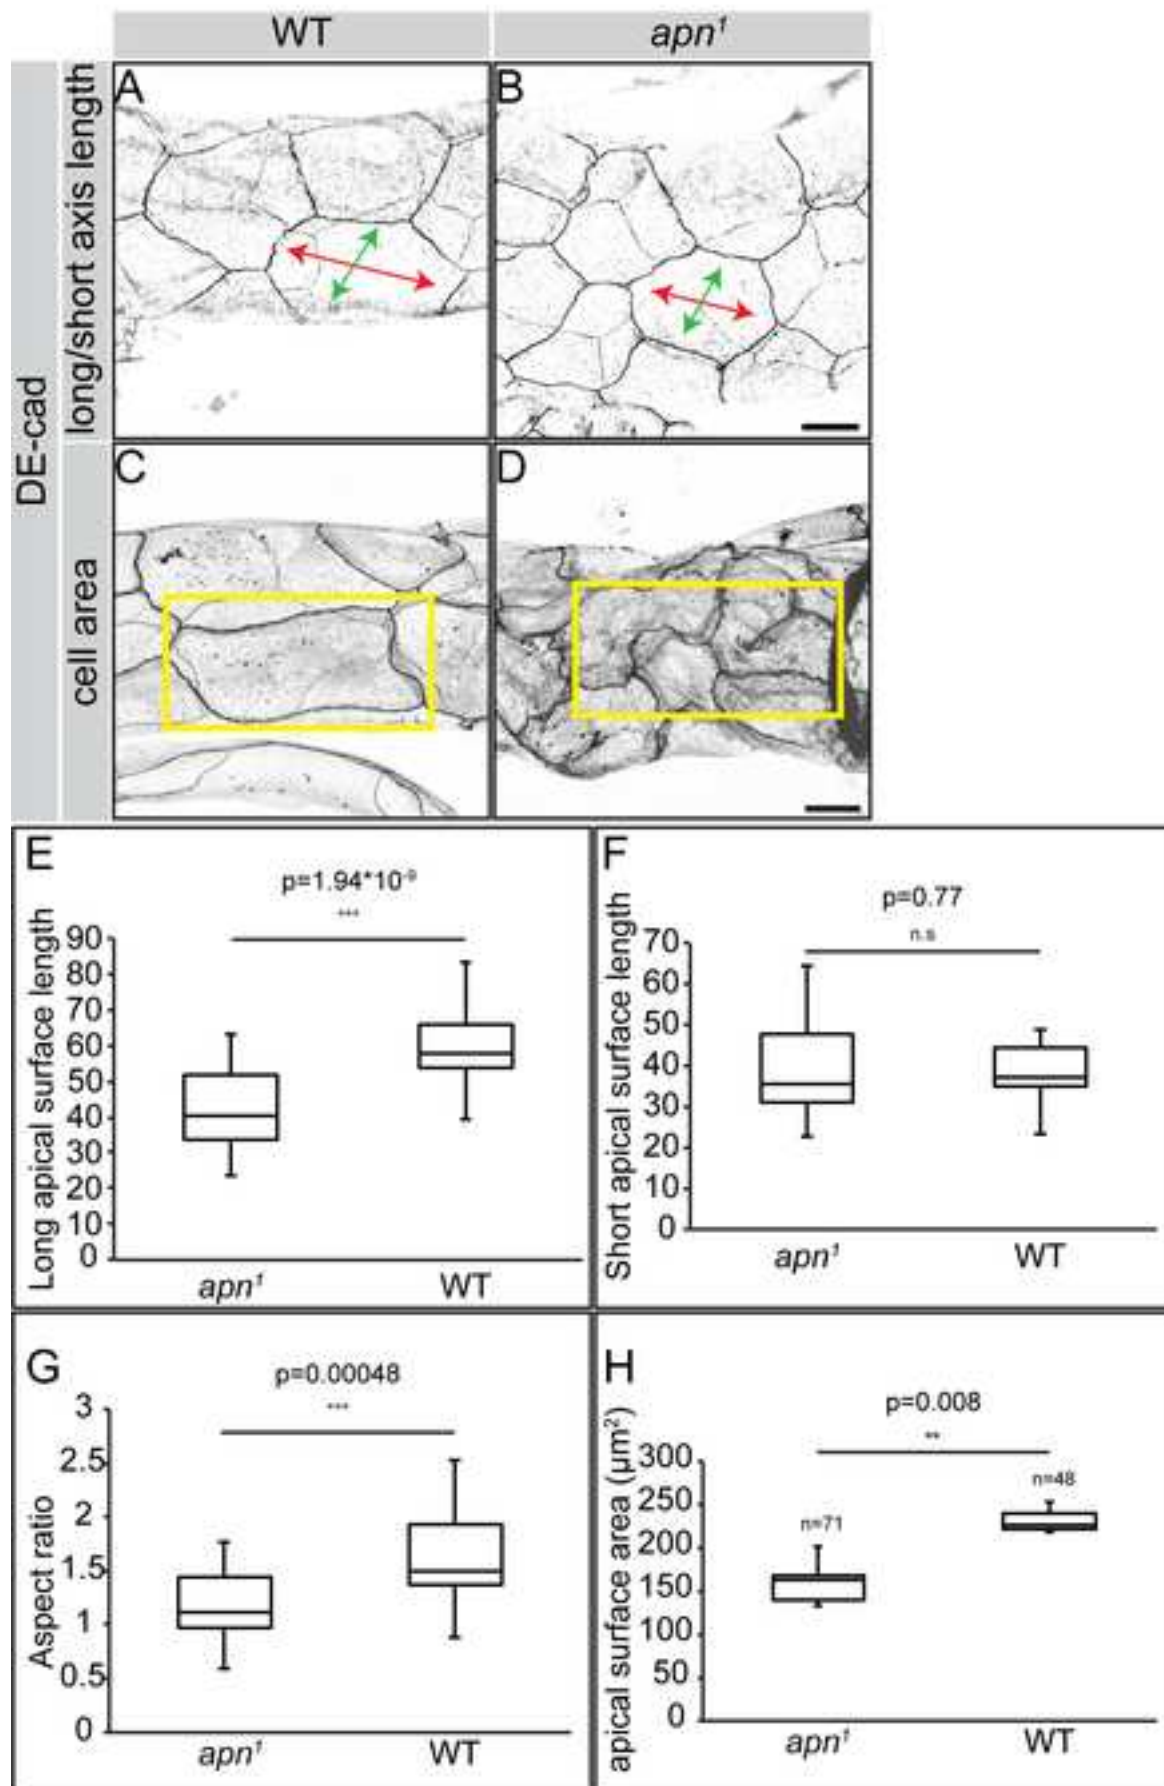 WT
apn¹
DE-cad
long/short axis length
A
B
cell area
C
D
E
p=1.94*10⁻⁹
***
Long apical surface length
90
80
70
60
50
40
30
20
10
0
apn¹
WT
F
p=0.77
n.s
Short apical surface length
70
60
50
40
30
20
10
0
apn¹
WT
G
p=0.00048
***
Aspect ratio
3
2.5
2
1.5
1
0.5
0
apn¹
WT
H
p=0.008
**
apical surface area (µm²)
300
250
200
150
100
50
0
n=71
n=48
apn¹
WT